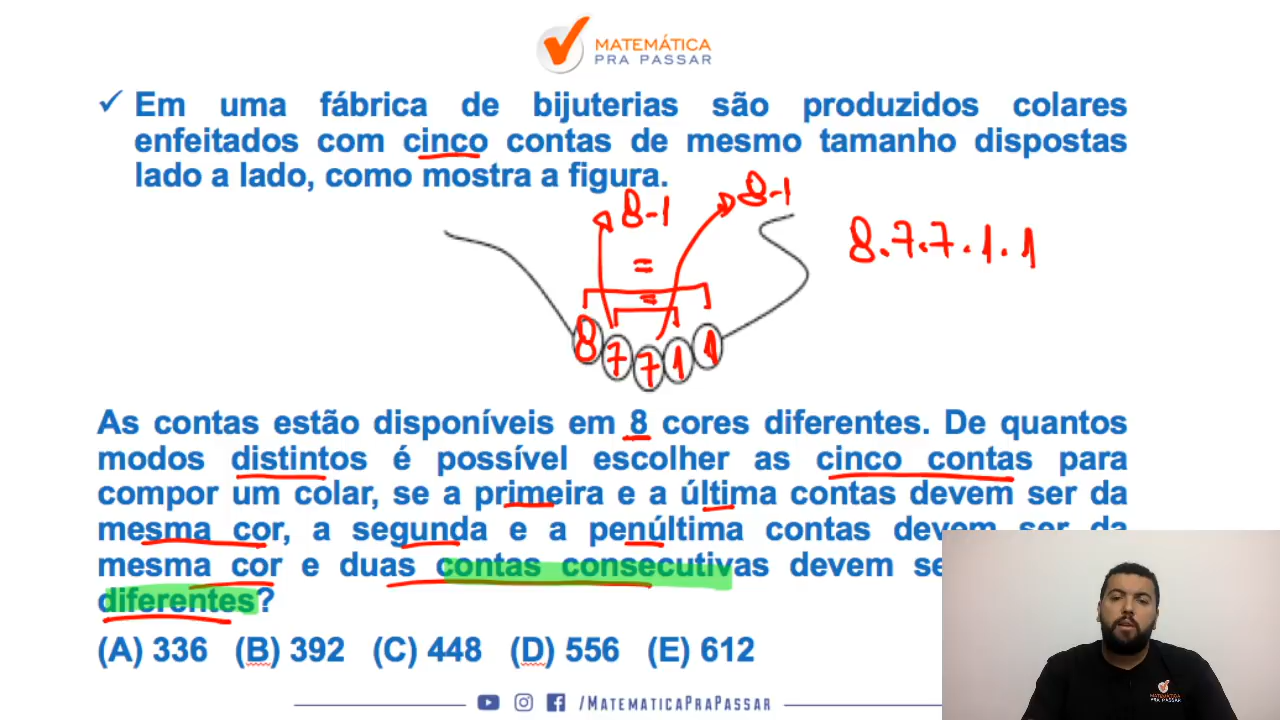 MATEMÁTICA
PRA PASSAR
✓ Em uma fábrica de bijuterias são produzidos colares
enfeitados com cinco contas de mesmo tamanho dispostas
lado a lado, como mostra a figura.
8-1 8-1
8.7.7.1.1
=
=
8 7 7 1 1
As contas estão disponíveis em 8 cores diferentes. De quantos
modos distintos é possível escolher as cinco contas para
compor um colar, se a primeira e a última contas devem ser da
mesma cor, a segunda e a penúltima contas devem ser da
mesma cor e duas contas consecutivas devem
diferentes?
(A) 336 (B) 392 (C) 448 (D) 556 (E) 612
/MATEMATICAPRAPASSAR
MATEMÁTICA
PRA PASSAR